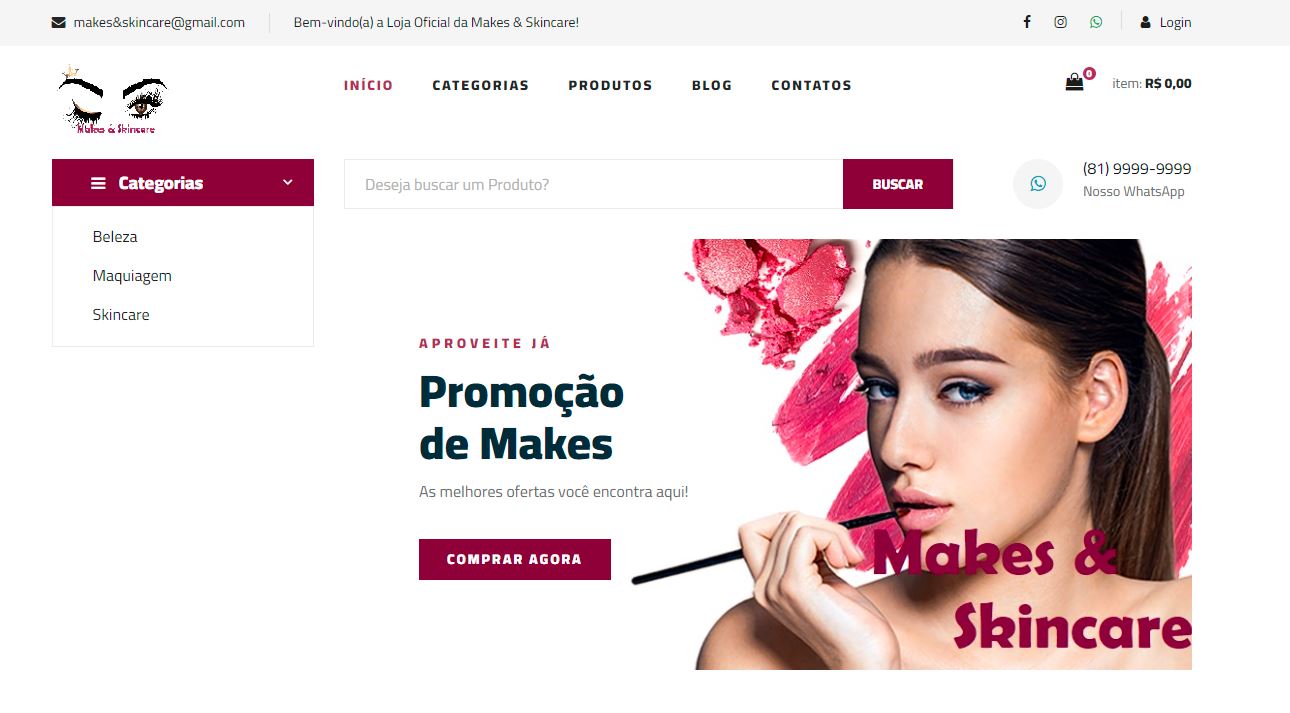 makes&skincare@gmail.com
Bem-vindo(a) a Loja Oficial da Makes & Skincare!
Login
Makes & Skincare
INÍCIO
CATEGORIAS
PRODUTOS
BLOG
CONTATOS
0
item: R$ 0,00
Categorias
Deseja buscar um Produto?
BUSCAR
(81) 9999-9999
Nosso WhatsApp
Beleza
Maquiagem
Skincare
APROVEITE JÁ
Promoção
de Makes
As melhores ofertas você encontra aqui!
COMPRAR AGORA
Makes &
Skincare